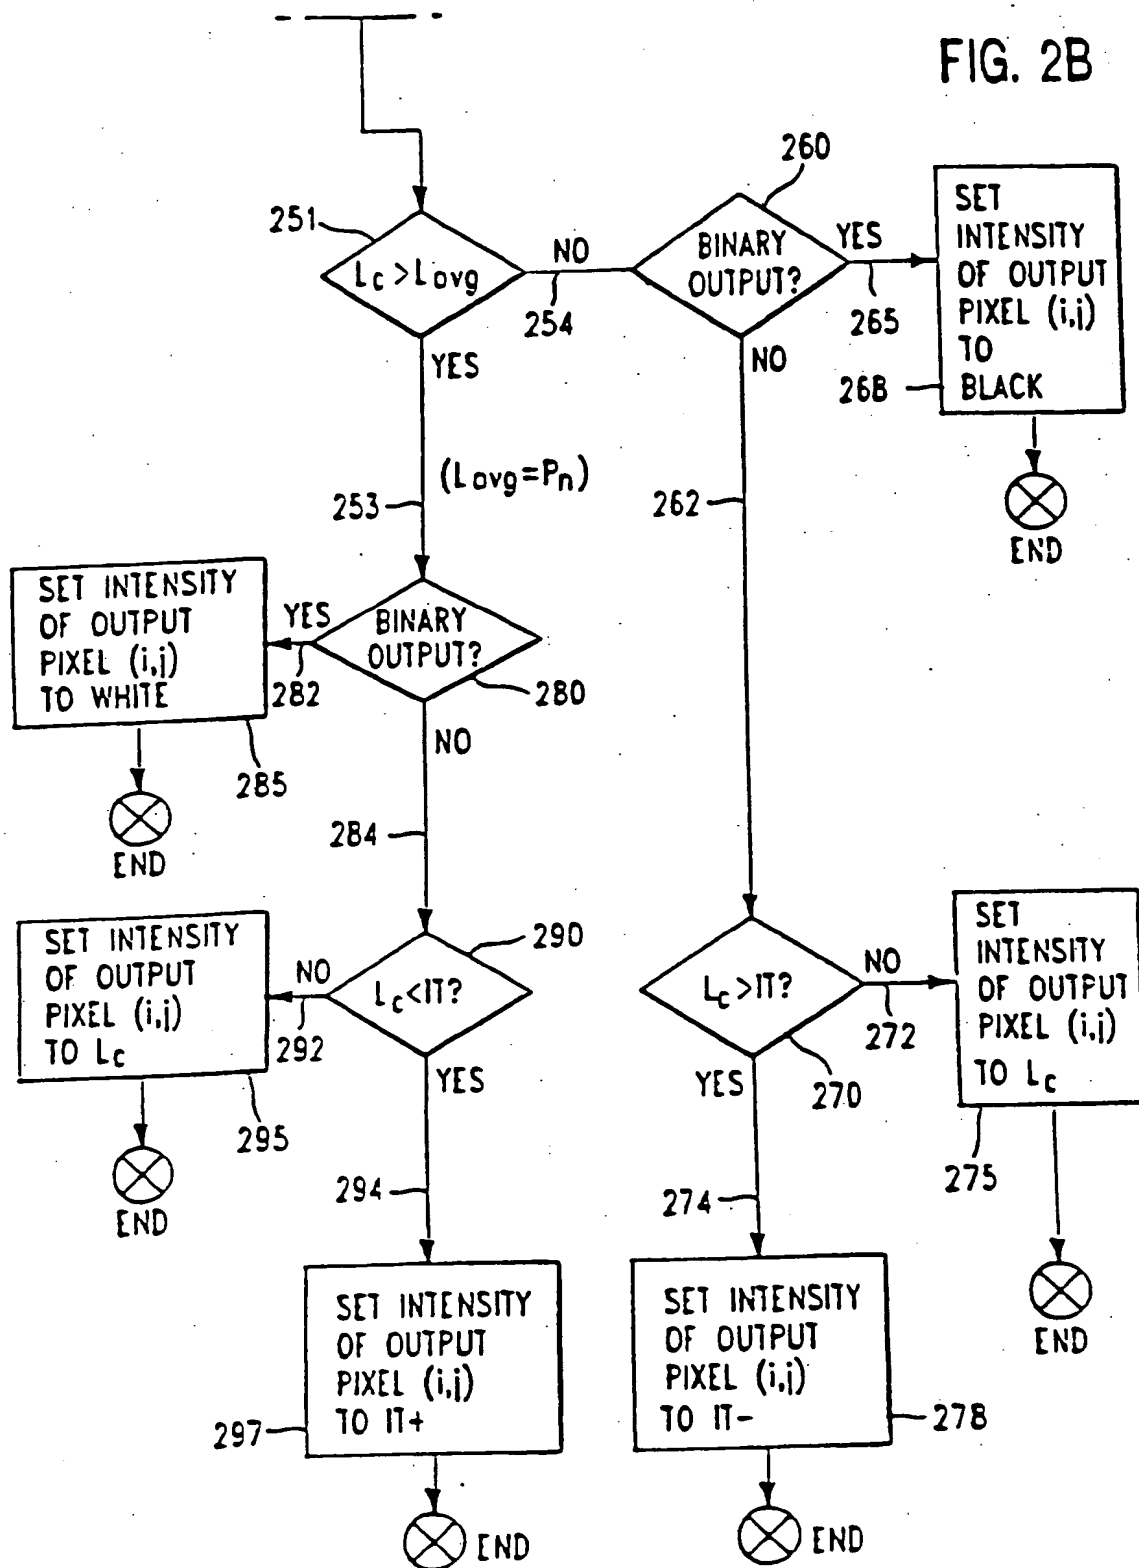 FIG. 2B
260
251
Lc>Lavg
NO
254
BINARY
OUTPUT?
YES
265
SET
INTENSITY
OF OUTPUT
PIXEL (i,j)
TO
BLACK
268
END
YES
NO
(Lavg=Pn)
253
262
SET INTENSITY
OF OUTPUT
PIXEL (i,j)
TO WHITE
285
END
YES
282
BINARY
OUTPUT?
280
NO
284
290
SET INTENSITY
OF OUTPUT
PIXEL (i,j)
TO Lc
295
END
NO
292
Lc<IT?
YES
294
Lc>IT?
270
NO
272
SET
INTENSITY
OF OUTPUT
PIXEL (i,j)
TO Lc
275
END
YES
274
SET INTENSITY
OF OUTPUT
PIXEL (i,j)
TO IT+
297
END
SET INTENSITY
OF OUTPUT
PIXEL (i,j)
TO IT-
278
END